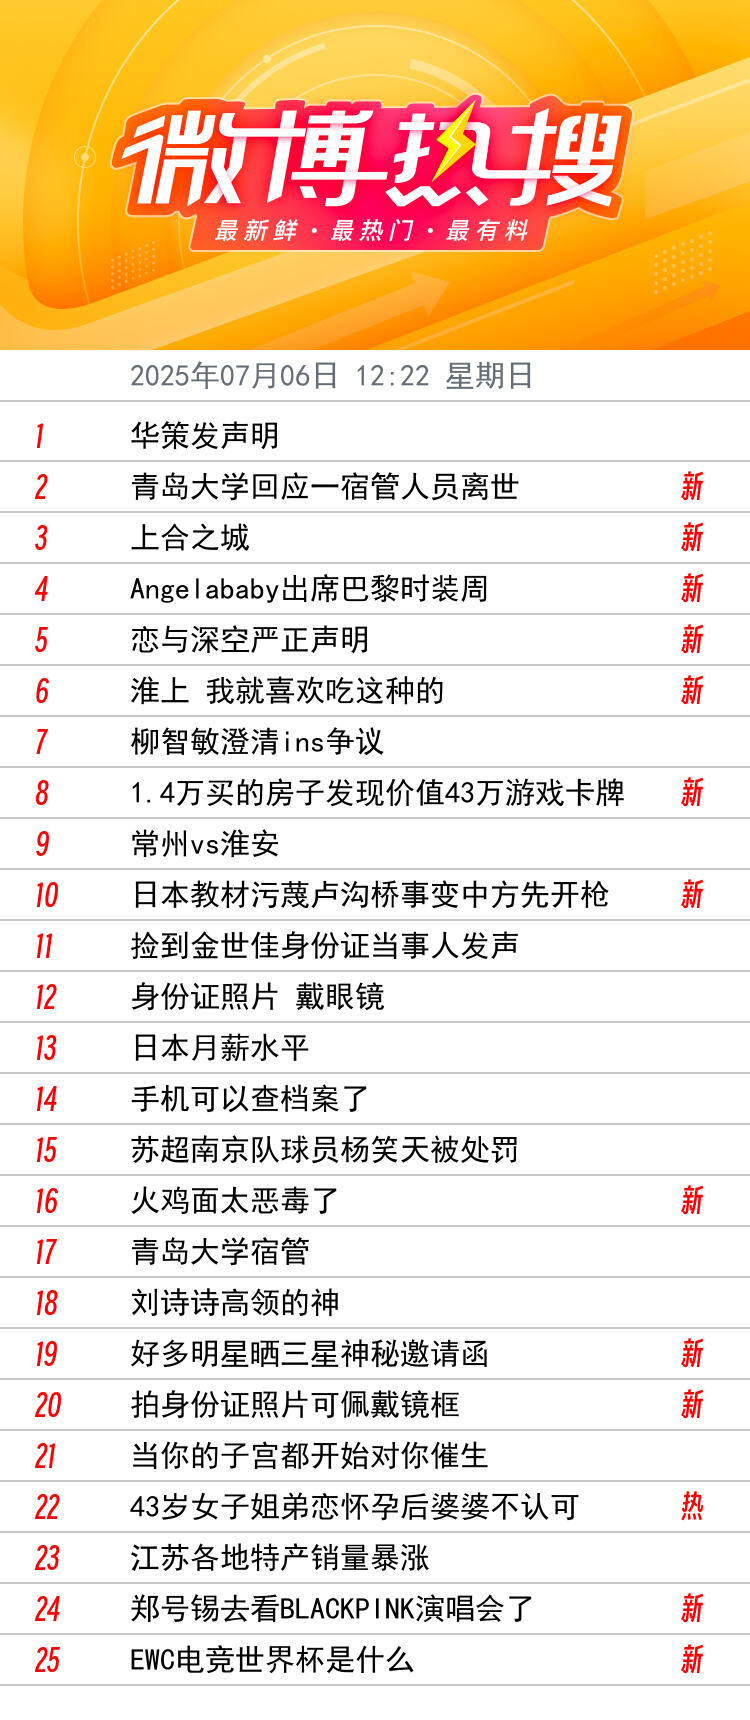 微博热搜
最新鲜·最热门·最有料
2025年07月06日 12:22 星期日
1 华策发声明
2 青岛大学回应一宿管人员离世 新
3 上合之城 新
4 Angelababy出席巴黎时装周 新
5 恋与深空严正声明 新
6 淮上 我就喜欢吃这种的 新
7 柳智敏澄清ins争议
8 1.4万买的房子发现价值43万游戏卡牌 新
9 常州vs淮安
10 日本教材污蔑卢沟桥事变中方先开枪 新
11 捡到金世佳身份证当事人发声
12 身份证照片 戴眼镜
13 日本月薪水平
14 手机可以查档案了
15 苏超南京队球员杨笑天被处罚
16 火鸡面太恶毒了 新
17 青岛大学宿管
18 刘诗诗高领的神
19 好多明星晒三星神秘邀请函 新
20 拍身份证照片可佩戴镜框 新
21 当你的子宫都开始对你催生
22 43岁女子姐弟恋怀孕后婆婆不认可 热
23 江苏各地特产销量暴涨
24 郑号锡去看BLACKPINK演唱会了 新
25 EWC电竞世界杯是什么 新